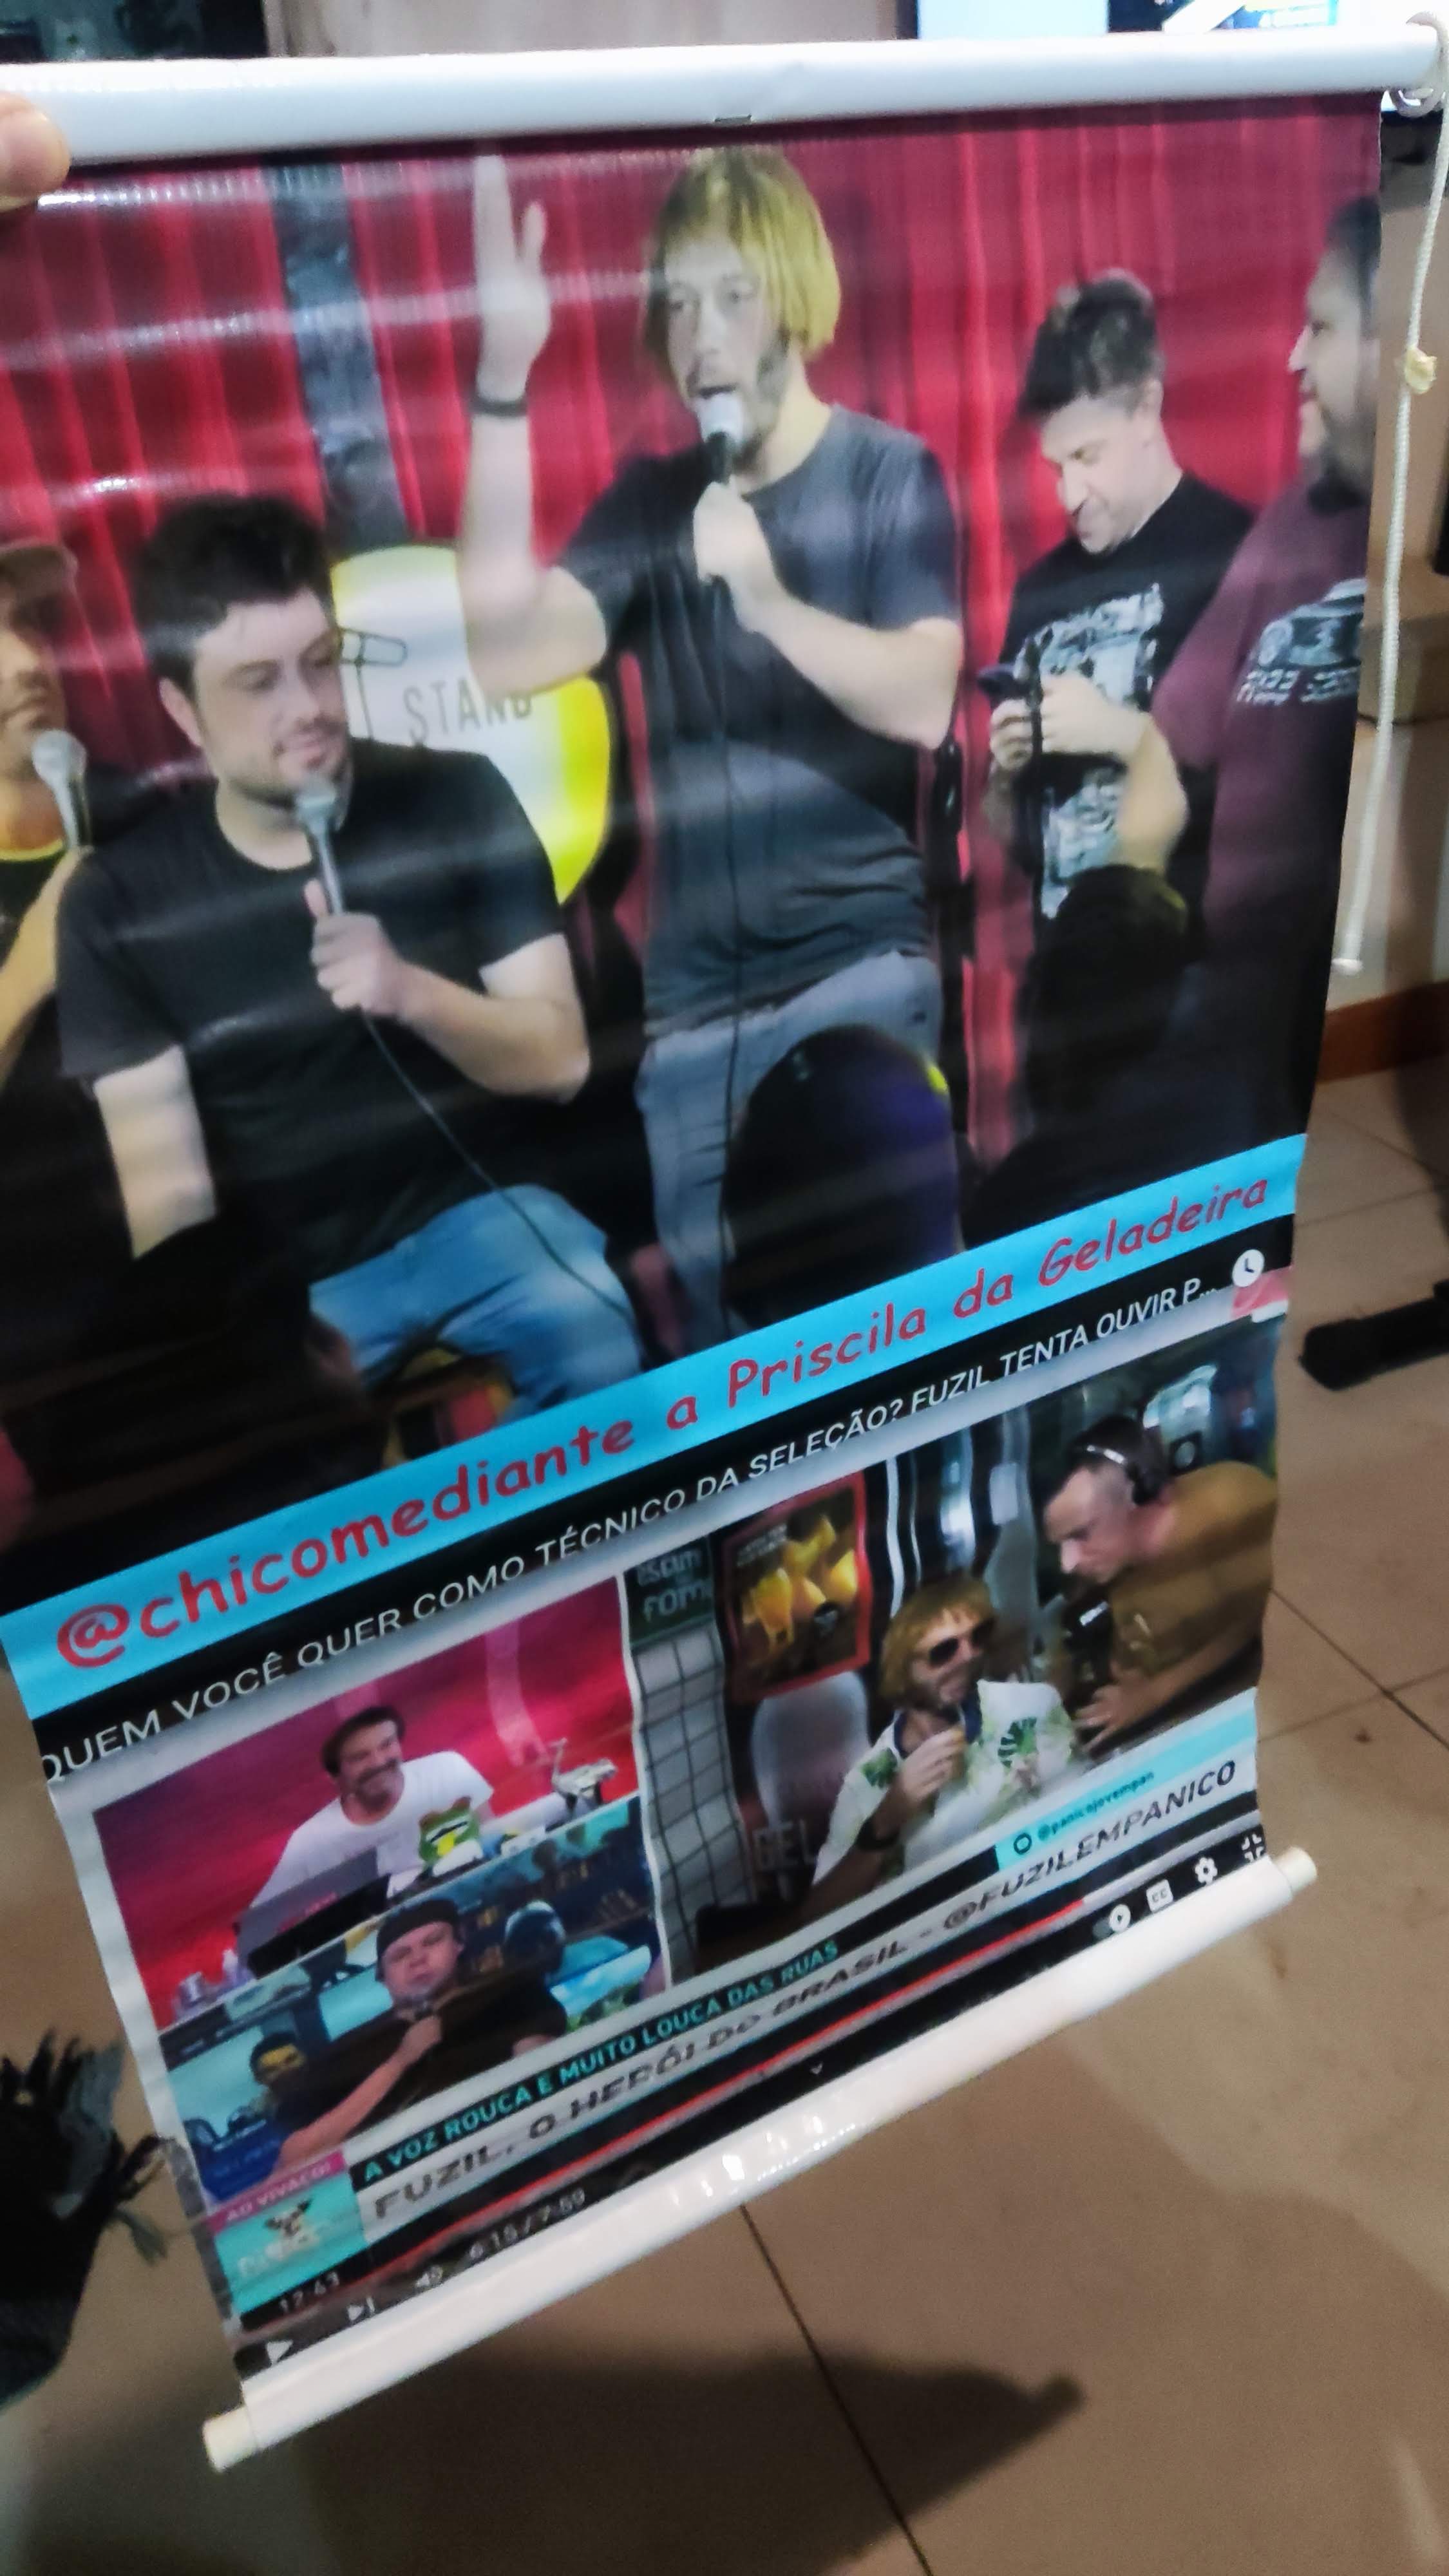 STAND
@chicomediante a Priscila da Geladeira
QUEM VOCÊ QUER COMO TÉCNICO DA SELEÇÃO? FUZIL TENTA OUVIR P...
@panicojovempan
AO VIVAÇO!
A VOZ ROUCA E MUITO LOUCA DAS RUAS
FUZIL, O HERÓI DO BRASIL - @FUZILEMPANICO
12:43
6:15 / 7:59
CC